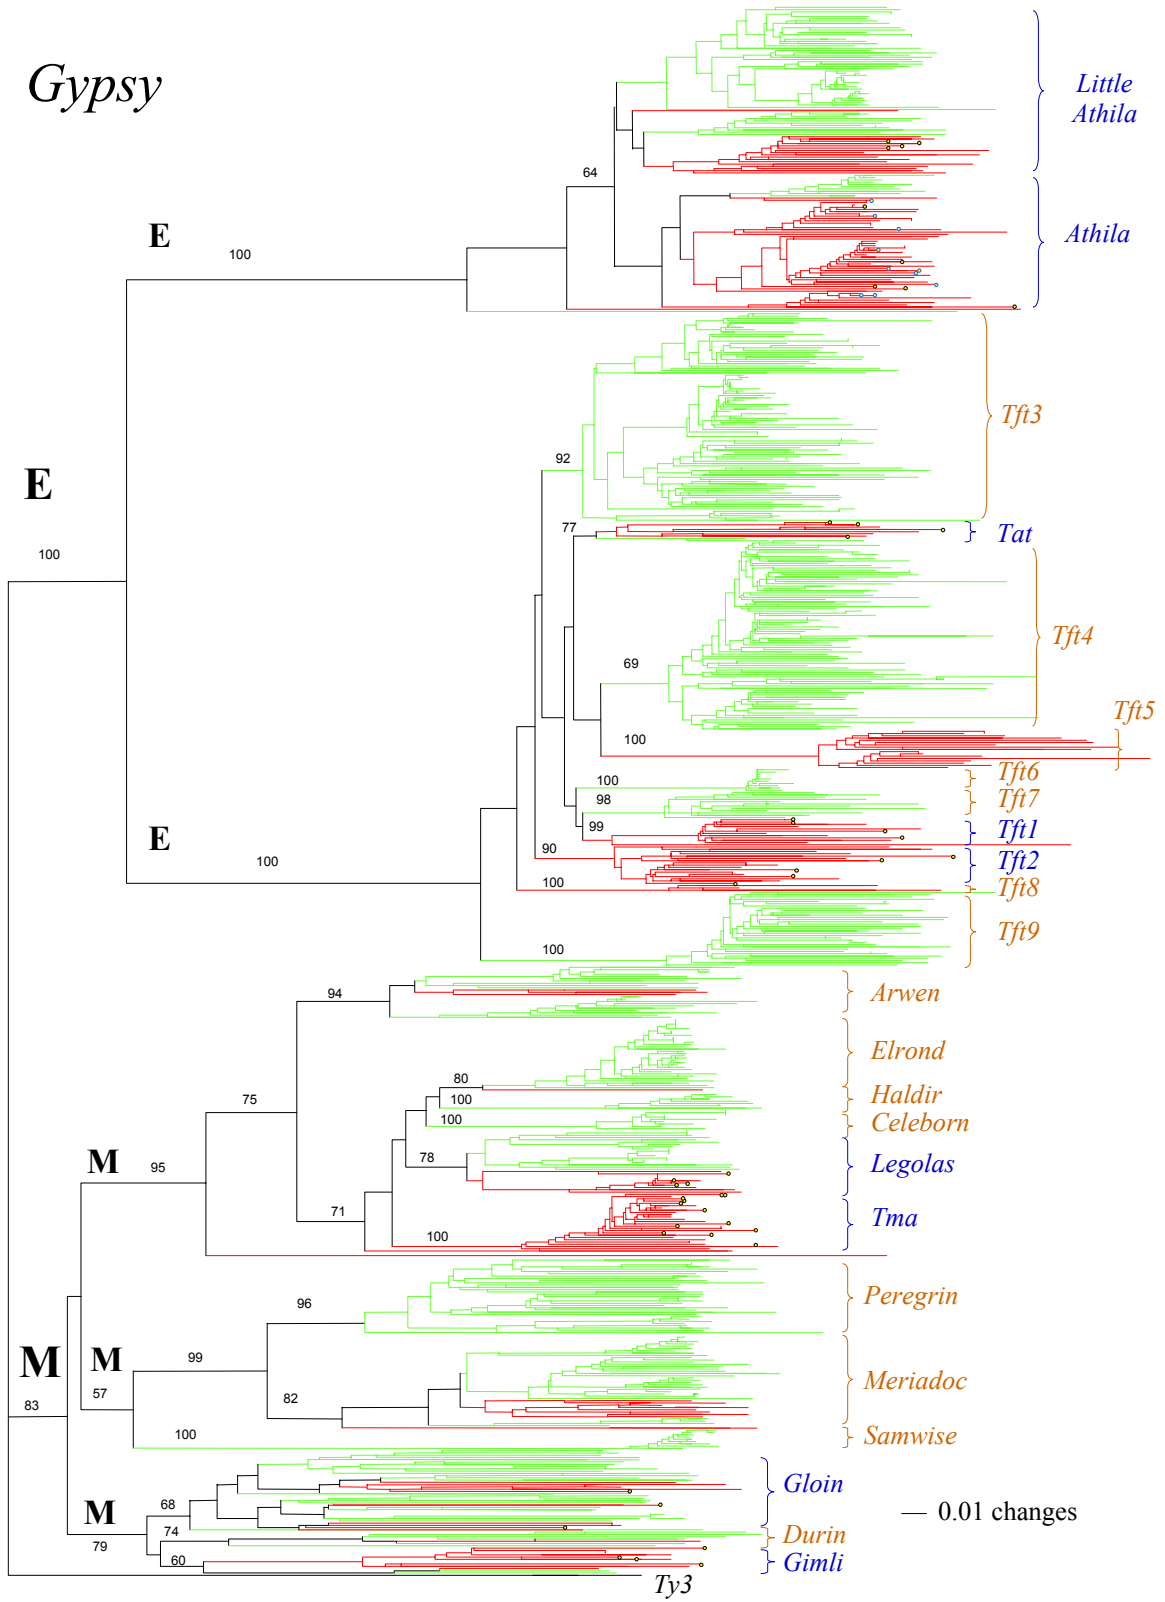 Gypsy
Little
Athila
64
Athila
E
100
Tft3
92
E
77
Tat
100
Tft4
69
Tft5
100
Tft6
100
Tft7
98
Tft1
99
E
90
Tft2
100
100
Tft8
Tft9
100
94
Arwen
Elrond
80
Haldir
75
100
Celeborn
100
M
95
78
Legolas
71
Tma
100
Peregrin
96
M
M
99
Meriadoc
57
83
82
100
Samwise
Gloin
M
68
0.01 changes
74
Durin
79
60
Gimli
Ty3